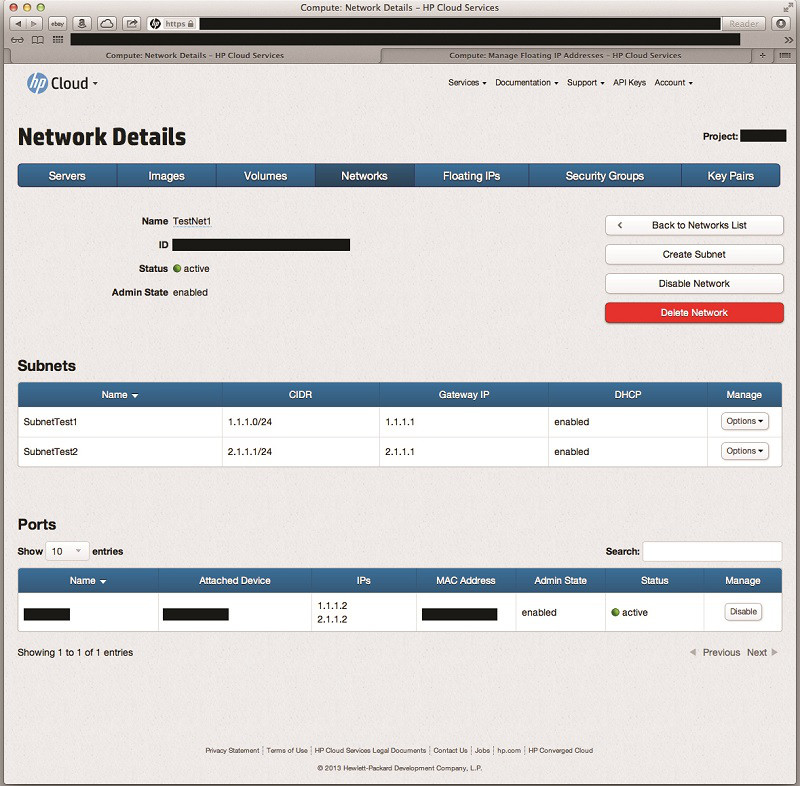 Compute: Network Details – HP Cloud Services
ebay
https
Reader
Compute: Network Details – HP Cloud Services
Compute: Manage Floating IP Addresses – HP Cloud Services
hp Cloud
Services Documentation Support API Keys Account
Network Details
Project:
Servers Images Volumes Networks Floating IPs Security Groups Key Pairs
Name TestNet1
ID
Status active
Admin State enabled
Back to Networks List
Create Subnet
Disable Network
Delete Network
Subnets
Name CIDR Gateway IP DHCP Manage
SubnetTest1 1.1.1.0/24 1.1.1.1 enabled Options
SubnetTest2 2.1.1.1/24 2.1.1.1 enabled Options
Ports
Show 10 entries
Search:
Name Attached Device IPs MAC Address Admin State Status Manage
1.1.1.2
2.1.1.2
enabled active Disable
Showing 1 to 1 of 1 entries
Previous Next
Privacy Statement Terms of Use HP Cloud Services Legal Documents Contact Us Jobs hp.com HP Converged Cloud
© 2013 Hewlett-Packard Development Company, L.P.